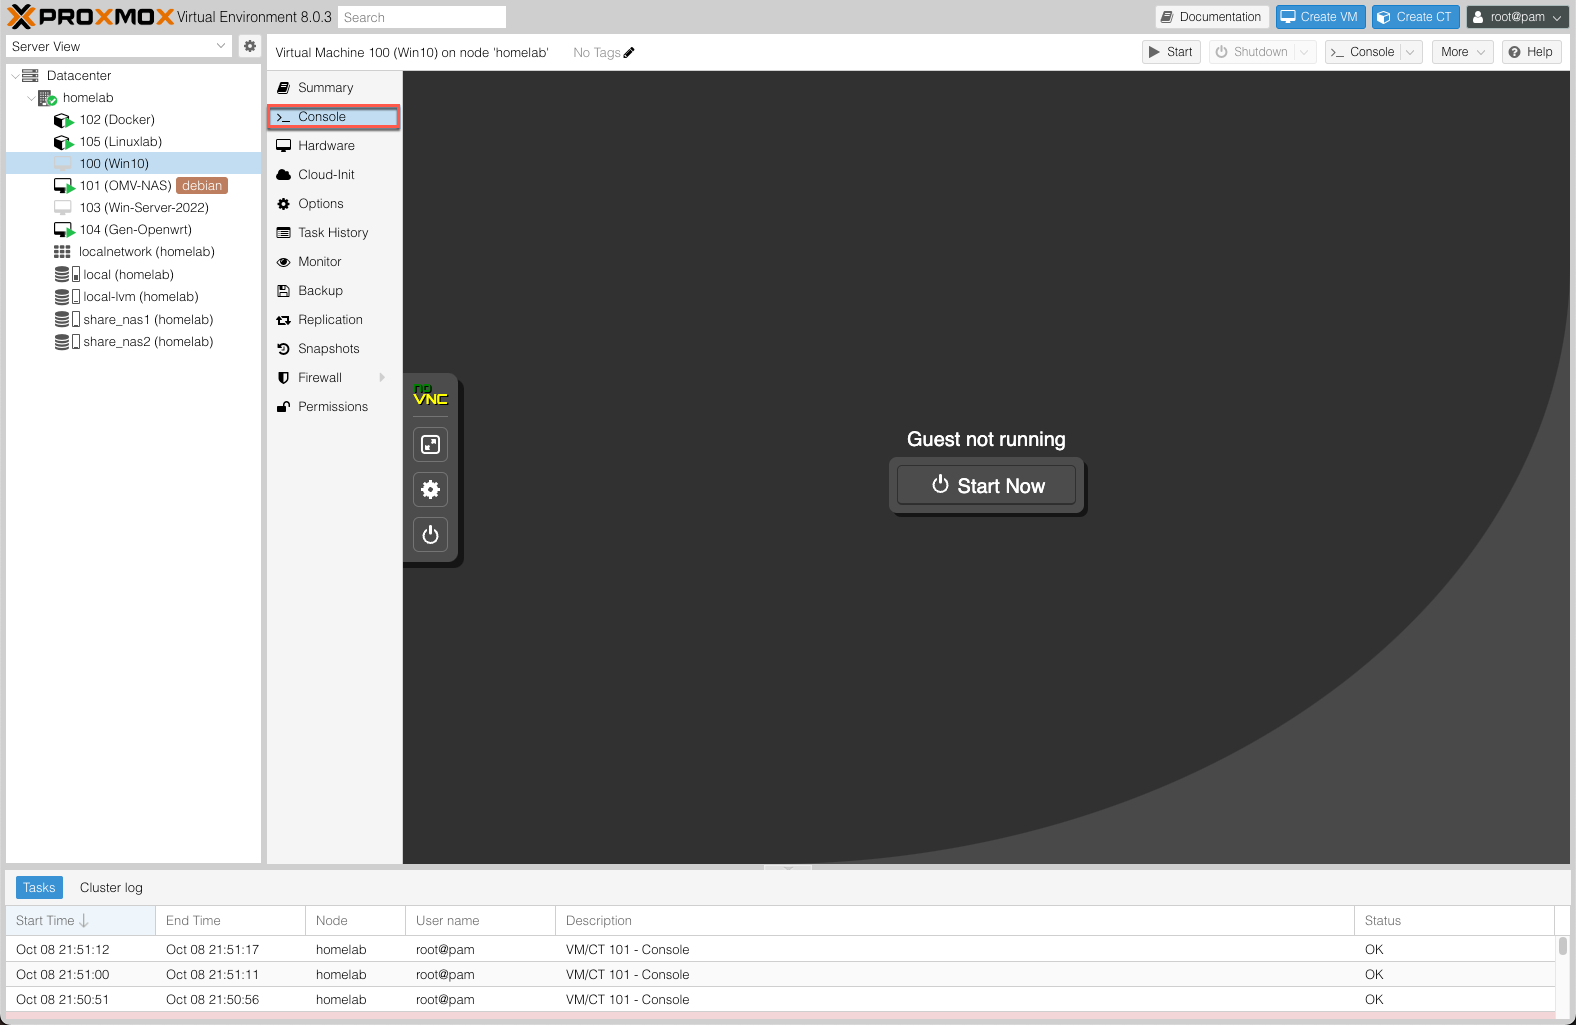 PROXMOX Virtual Environment 8.0.3 Search Documentation Create VM Create CT root@pam
Server View
Virtual Machine 100 (Win10) on node 'homelab' No Tags Start Shutdown >_ Console More Help
Datacenter
homelab
102 (Docker)
105 (Linuxlab)
100 (Win10)
101 (OMV-NAS) debian
103 (Win-Server-2022)
104 (Gen-Openwrt)
localnetwork (homelab)
local (homelab)
local-lvm (homelab)
share_nas1 (homelab)
share_nas2 (homelab)
Summary
>_ Console
Hardware
Cloud-Init
Options
Task History
Monitor
Backup
Replication
Snapshots
Firewall
Permissions
no
VNC
Guest not running
Start Now
Tasks Cluster log
Start Time End Time Node User name Description Status
Oct 08 21:51:12 Oct 08 21:51:17 homelab root@pam VM/CT 101 - Console OK
Oct 08 21:51:00 Oct 08 21:51:11 homelab root@pam VM/CT 101 - Console OK
Oct 08 21:50:51 Oct 08 21:50:56 homelab root@pam VM/CT 101 - Console OK